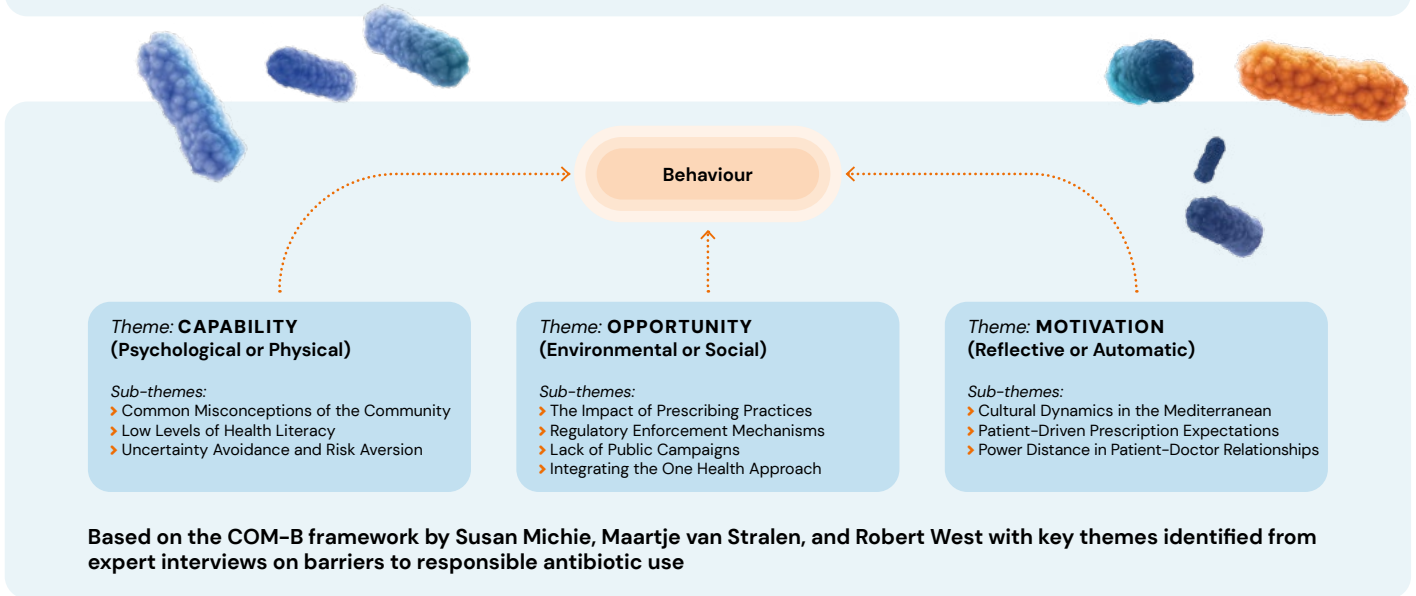 Behaviour
Theme: CAPABILITY
(Psychological or Physical)
Sub-themes:
Common Misconceptions of the Community
Low Levels of Health Literacy
Uncertainty Avoidance and Risk Aversion
Theme: OPPORTUNITY
(Environmental or Social)
Sub-themes:
The Impact of Prescribing Practices
Regulatory Enforcement Mechanisms
Lack of Public Campaigns
Integrating the One Health Approach
Theme: MOTIVATION
(Reflective or Automatic)
Sub-themes:
Cultural Dynamics in the Mediterranean
Patient-Driven Prescription Expectations
Power Distance in Patient-Doctor Relationships
Based on the COM-B framework by Susan Michie, Maartje van Stralen, and Robert West with key themes identified from
expert interviews on barriers to responsible antibiotic use